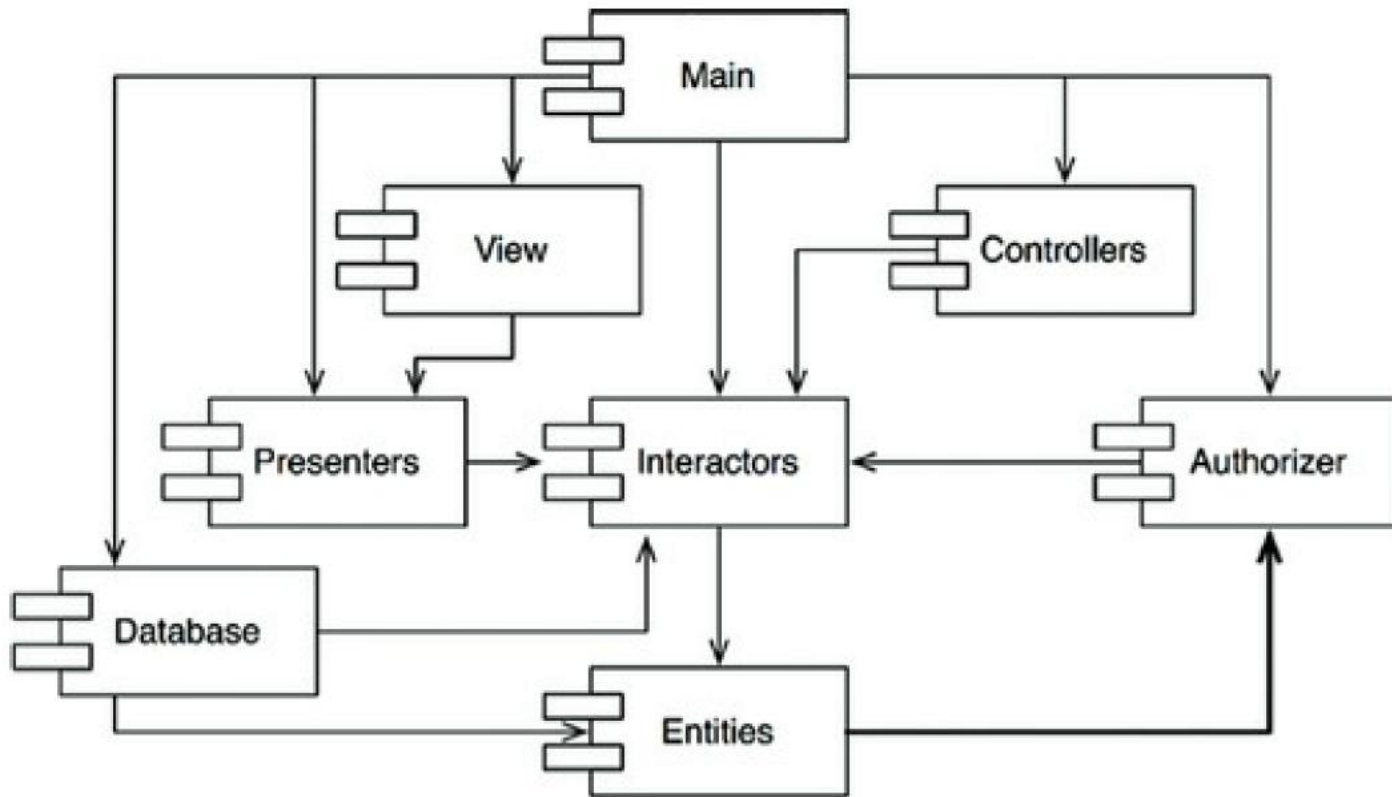 Main
View
Controllers
Presenters
Interactors
Authorizer
Database
Entities